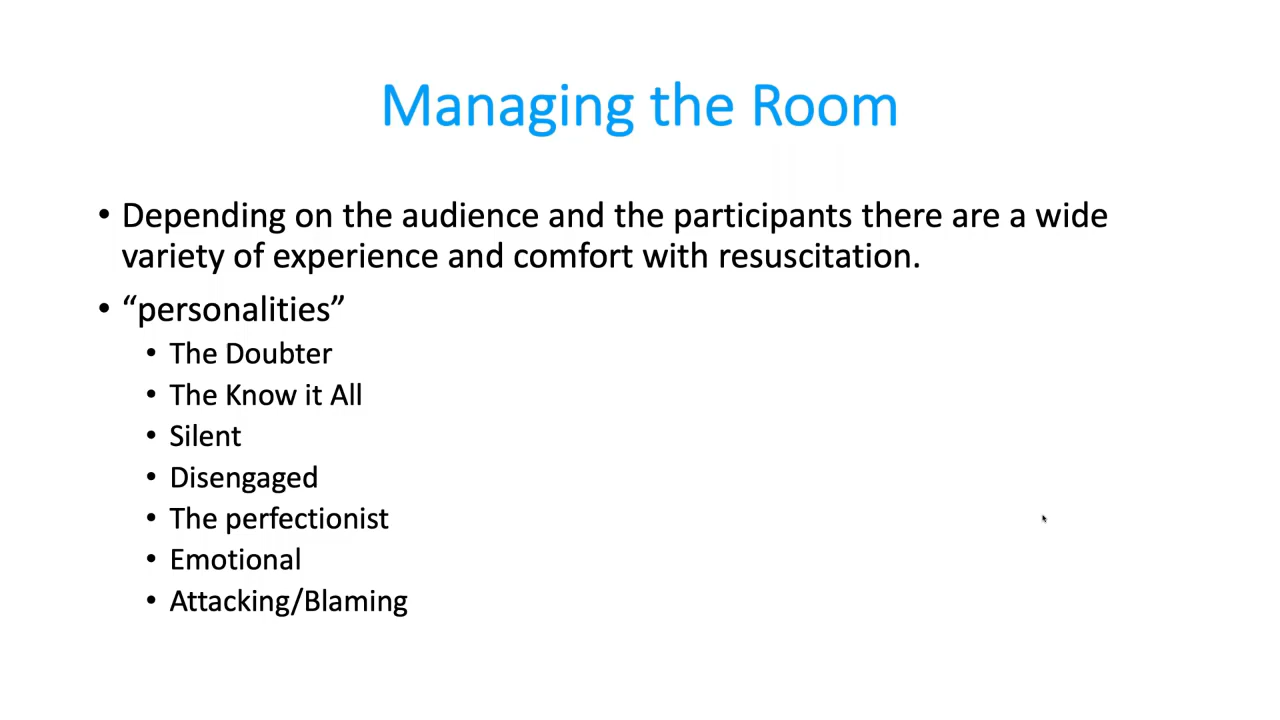 Managing the Room
• Depending on the audience and the participants there are a wide
variety of experience and comfort with resuscitation.
• “personalities”
• The Doubter
• The Know it All
• Silent
• Disengaged
• The perfectionist
• Emotional
• Attacking/Blaming